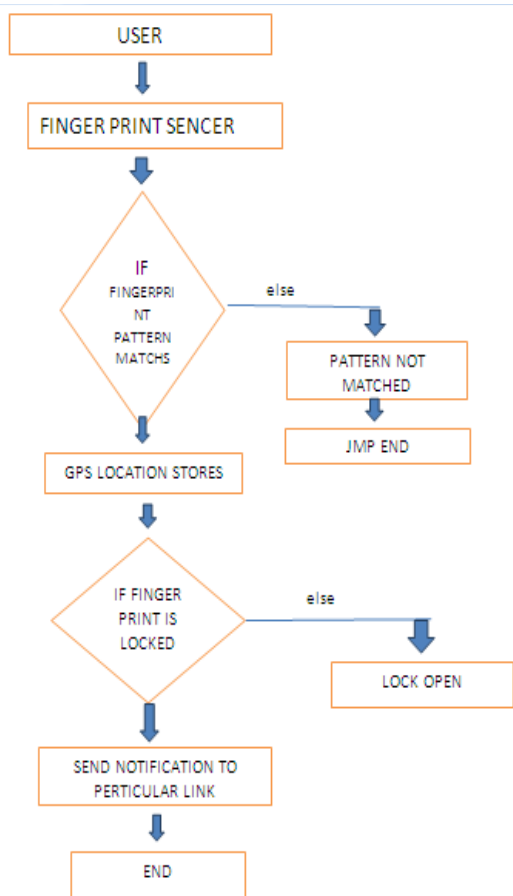 USER
FINGER PRINT SENCER
IF
FINGERPRI
NT
PATTERN
MATCHS
else
PATTERN NOT
MATCHED
JMP END
GPS LOCATION STORES
IF FINGER
PRINT IS
LOCKED
else
LOCK OPEN
SEND NOTIFICATION TO
PERTICULAR LINK
END